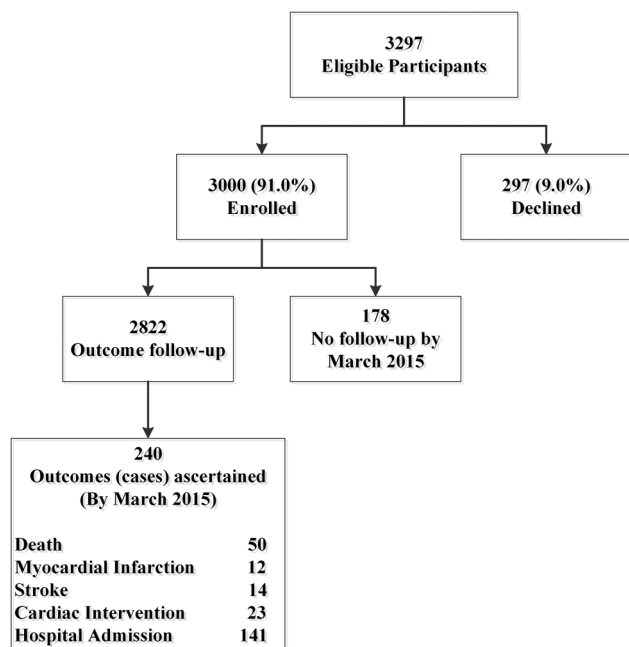 3297
Eligible Participants
3000 (91.0%)
Enrolled
297 (9.0%)
Declined
2822
Outcome follow-up
178
No follow-up by
March 2015
240
Outcomes (cases) ascertained
(By March 2015)
Death 50
Myocardial Infarction 12
Stroke 14
Cardiac Intervention 23
Hospital Admission 141